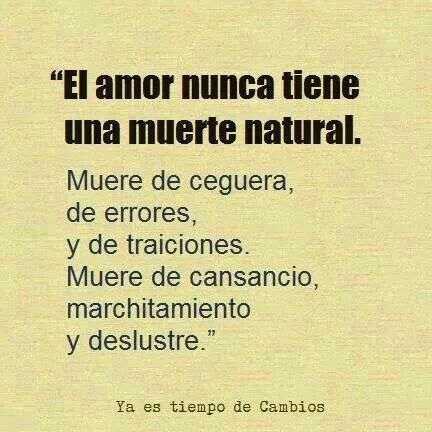 “El amor nunca tiene
una muerte natural.
Muere de ceguera,
de errores,
y de traiciones.
Muere de cansancio,
marchitamiento
y deslustre.”
Ya es tiempo de Cambios